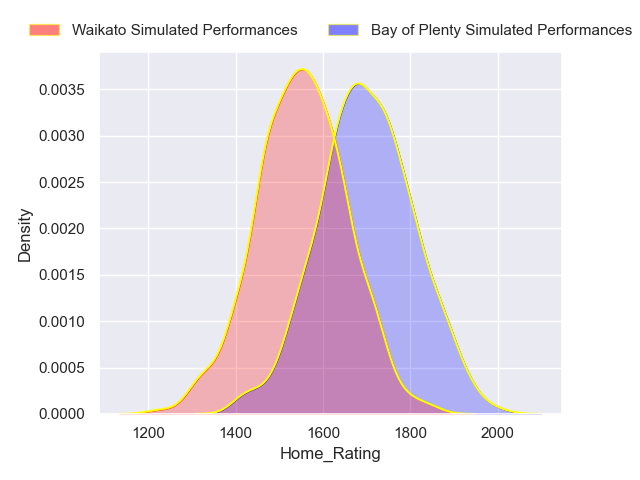 Waikato Simulated Performances Bay of Plenty Simulated Performances
0.0035
0.0030
0.0025
0.0020
0.0015
0.0010
0.0005
0.0000
Density
1200 1400 1600 1800 2000
Home_Rating